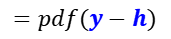 = pdf(y − h)